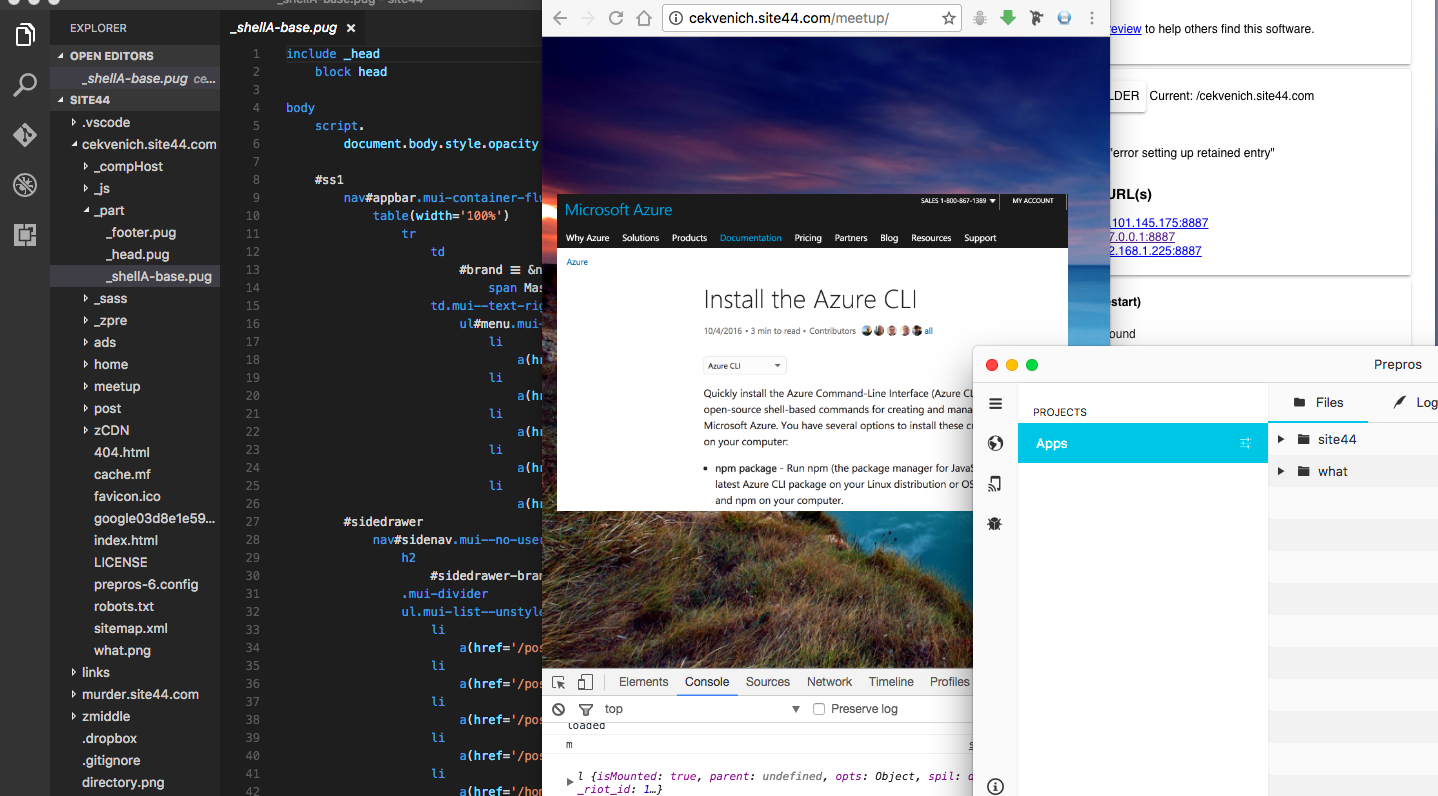 _shellA-base.pug — site44
EXPLORER
OPEN EDITORS
_shellA-base.pug ce...
SITE44
.vscode
cekvenich.site44.com
_compHost
_js
_part
_footer.pug
_head.pug
_shellA-base.pug
_sass
_zpre
ads
home
meetup
post
zCDN
404.html
cache.mf
favicon.ico
google03d8e1e59...
index.html
LICENSE
prepros-6.config
robots.txt
sitemap.xml
what.png
links
murder.site44.com
zmiddle
.dropbox
.gitignore
directory.png
_shellA-base.pug ×
1 include _head
2 block head
3
4 body
5 script.
6 document.body.style.opacity
7
8 #ss1
9 nav#appbar.mui-container-flu
10 table(width='100%')
11 tr
12 td
13 #brand ☰ &n
14 span Mas
15 td.mui--text-rig
16 ul#menu.mui-
17 li
18 a(hr
19 li
20 a(hr
21 li
22 a(hr
23 li
24 a(hr
25 li
26 a(hr
27 #sidedrawer
28 nav#sidenav.mui--no-user
29 h2
30 #sidedrawer-bran
31 .mui-divider
32 ul.mui-list--unstyle
33 li
34 a(href='/pos
35 li
36 a(href='/pos
37 li
38 a(href='/pos
39 li
40 a(href='/pos
41 li
42 a(href='/hom
cekvenich.site44.com/meetup/
SALES 1-800-867-1389 MY ACCOUNT
Microsoft Azure
Why Azure Solutions Products Documentation Pricing Partners Blog Resources Support
Azure
Install the Azure CLI
10/4/2016 • 3 min to read • Contributors all
Azure CLI
Quickly install the Azure Command-Line Interface (Azure CL
open-source shell-based commands for creating and mana
Microsoft Azure. You have several options to install these c
on your computer:
• npm package - Run npm (the package manager for JavaS
latest Azure CLI package on your Linux distribution or OS
and npm on your computer.
Elements Console Sources Network Timeline Profiles
top Preserve log
loaded
m
l {isMounted: true, parent: undefined, opts: Object, spil: d
_riot_id: 1…}
review to help others find this software.
LDER Current: /cekvenich.site44.com
"error setting up retained entry"
URL(s)
.101.145.175:8887
7.0.0.1:8887
2.168.1.225:8887
estart)
ound
Prepros
PROJECTS
Apps
Files Log
site44
what